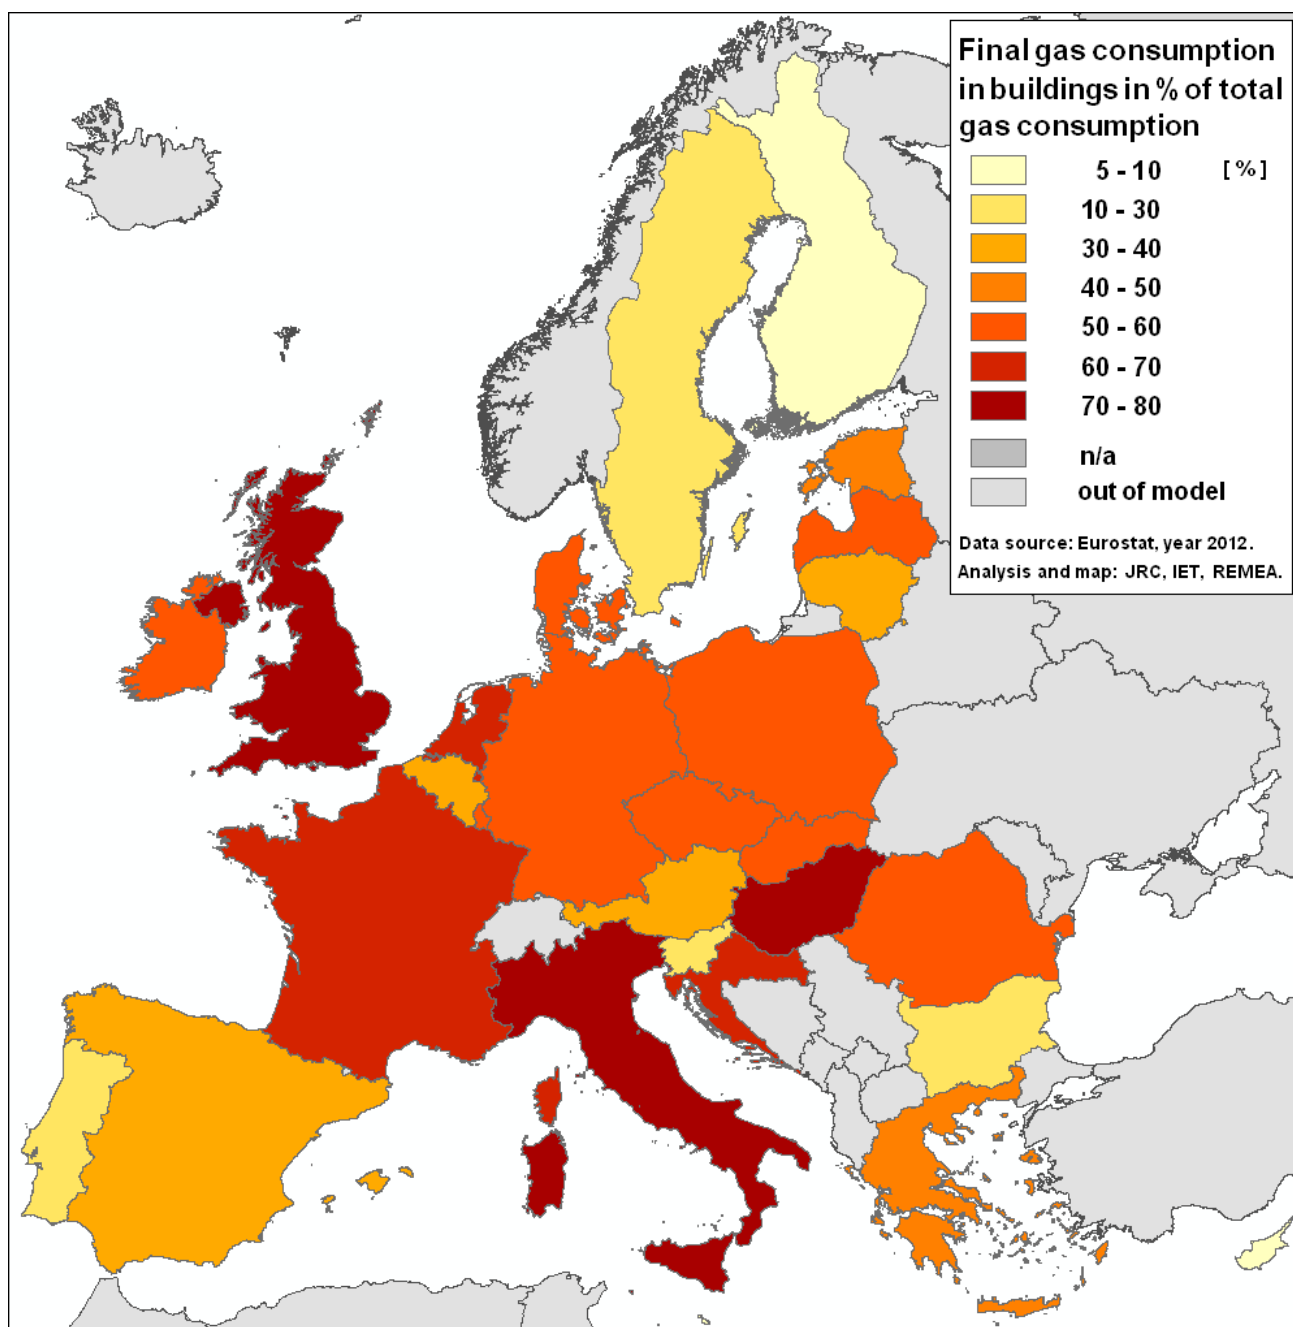 Final gas consumption
in buildings in % of total
gas consumption
5 - 10 [ % ]
10 - 30
30 - 40
40 - 50
50 - 60
60 - 70
70 - 80
n/a
out of model
Data source: Eurostat, year 2012.
Analysis and map: JRC, IET, REMEA.